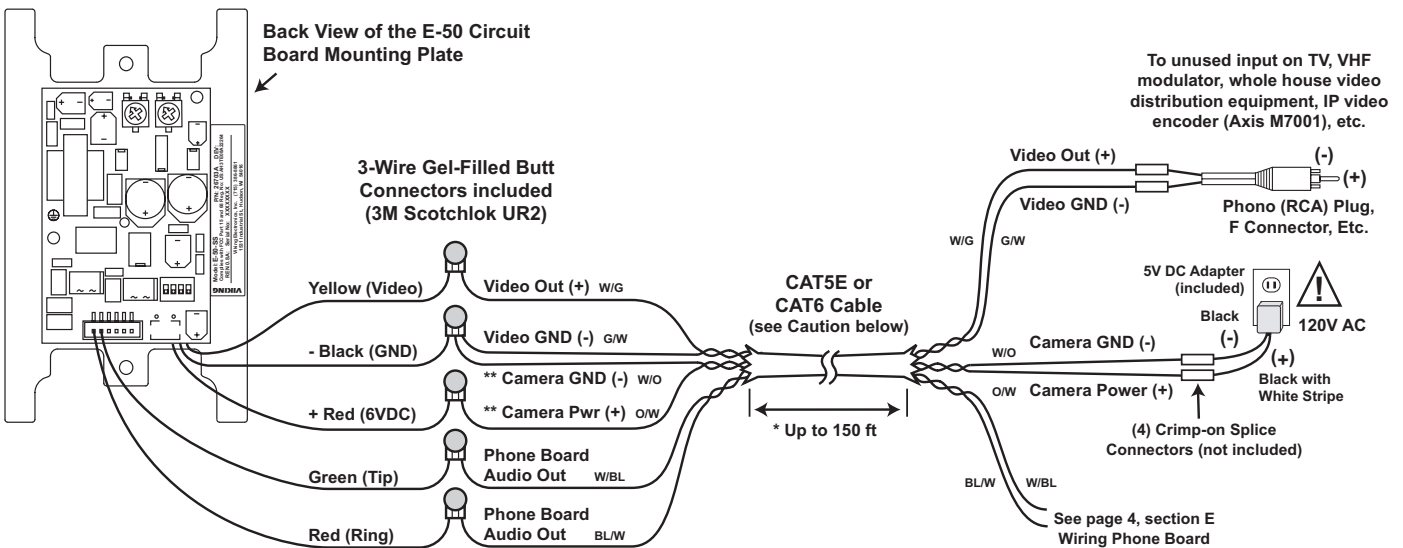 Back View of the E-50 Circuit
Board Mounting Plate
3-Wire Gel-Filled Butt
Connectors included
(3M Scotchlok UR2)
To unused input on TV, VHF
modulator, whole house video
distribution equipment, IP video
encoder (Axis M7001), etc.
Video Out (+)
Video GND (-)
(-)
(+)
Phono (RCA) Plug,
F Connector, Etc.
W/G
G/W
Yellow (Video)
Video Out (+) W/G
CAT5E or
CAT6 Cable
(see Caution below)
5V DC Adapter
(included)
Black
(-)
120V AC
(+)
Black with
White Stripe
- Black (GND)
Video GND (-) G/W
** Camera GND (-) W/O
W/O
Camera GND (-)
+ Red (6VDC)
** Camera Pwr (+) O/W
O/W
Camera Power (+)
* Up to 150 ft
(4) Crimp-on Splice
Connectors (not included)
Green (Tip)
Phone Board
Audio Out W/BL
BL/W
W/BL
Red (Ring)
Phone Board
Audio Out BL/W
See page 4, section E
Wiring Phone Board
VIKING
Model: E-50-SS